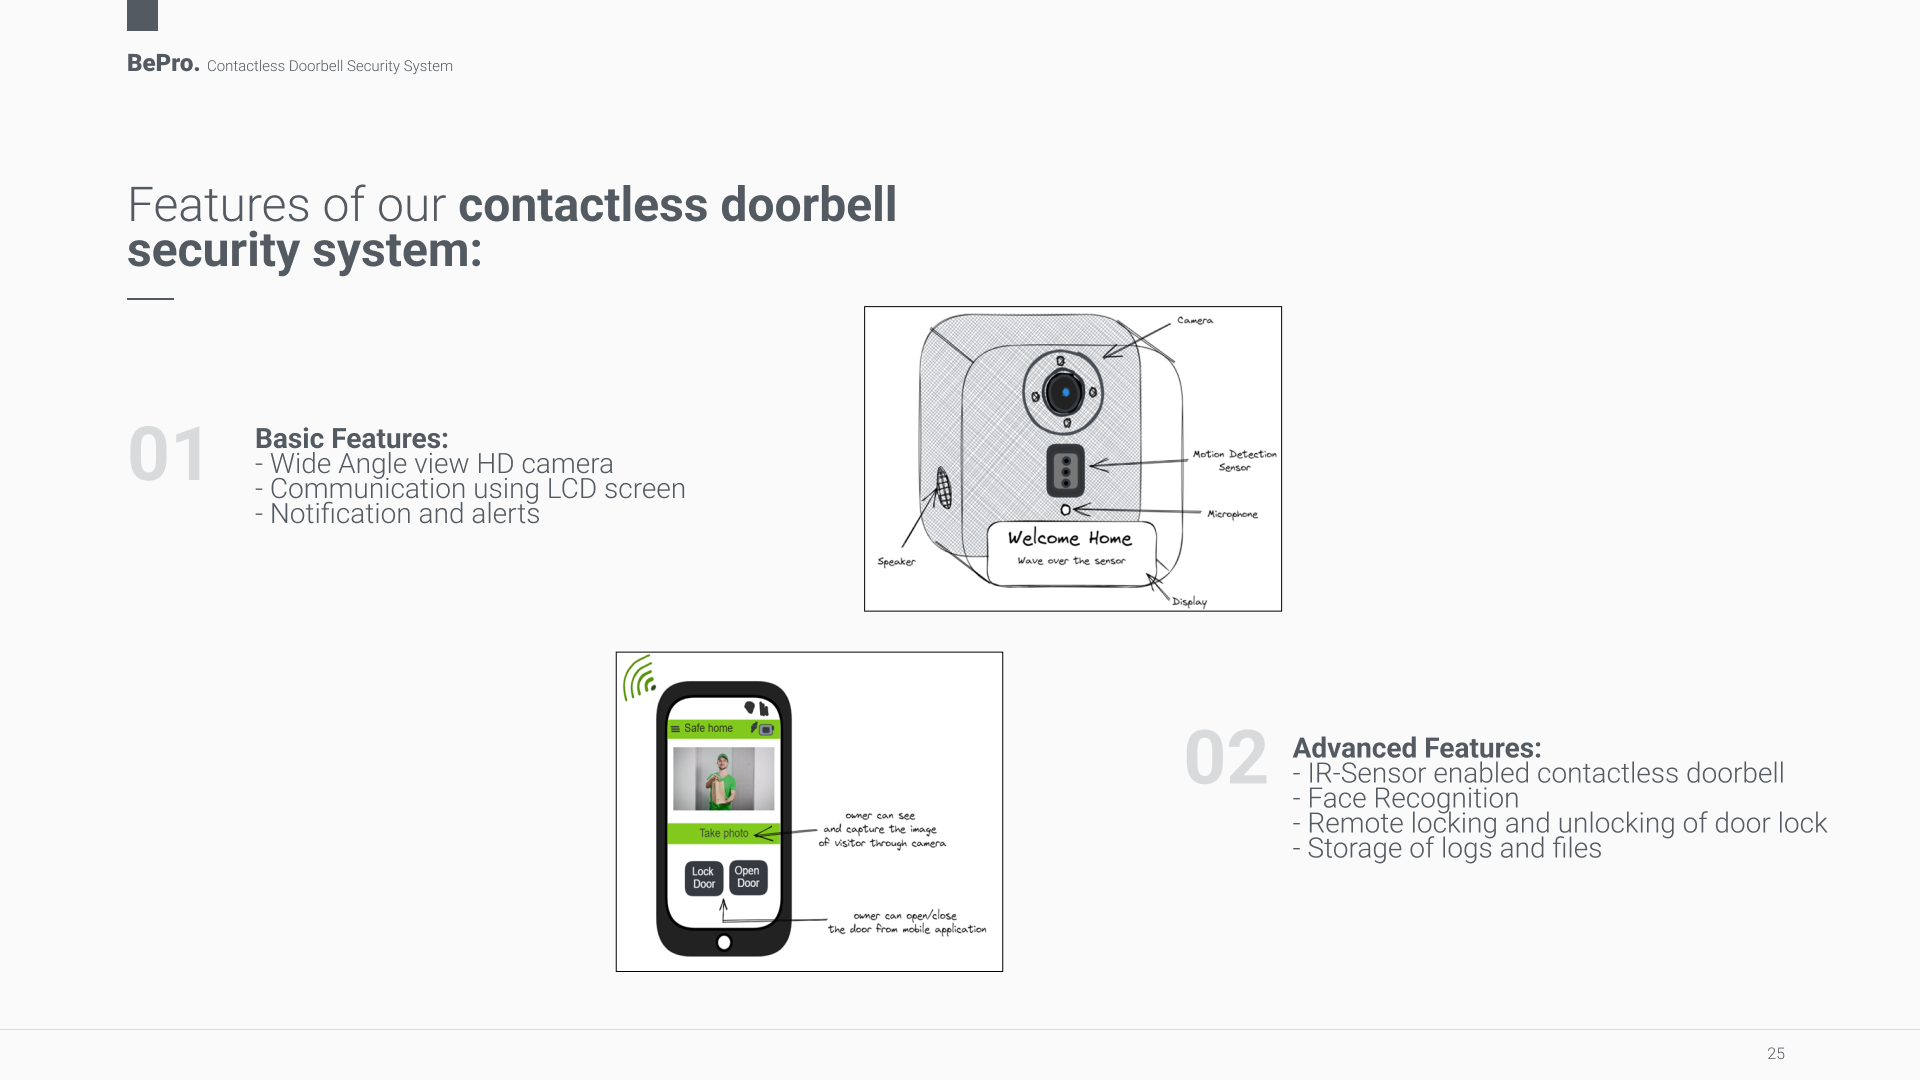 BePro. Contactless Doorbell Security System
Features of our contactless doorbell
security system:
01
Basic Features:
- Wide Angle view HD camera
- Communication using LCD screen
- Notification and alerts
Camera
Motion Detection
Sensor
Microphone
Welcome Home
Wave over the sensor
Speaker
Display
Safe home
Take photo
Lock
Door
Open
Door
owner can see
and capture the image
of visitor through camera
owner can open/close
the door from mobile application
02
Advanced Features:
- IR-Sensor enabled contactless doorbell
- Face Recognition
- Remote locking and unlocking of door lock
- Storage of logs and files
25